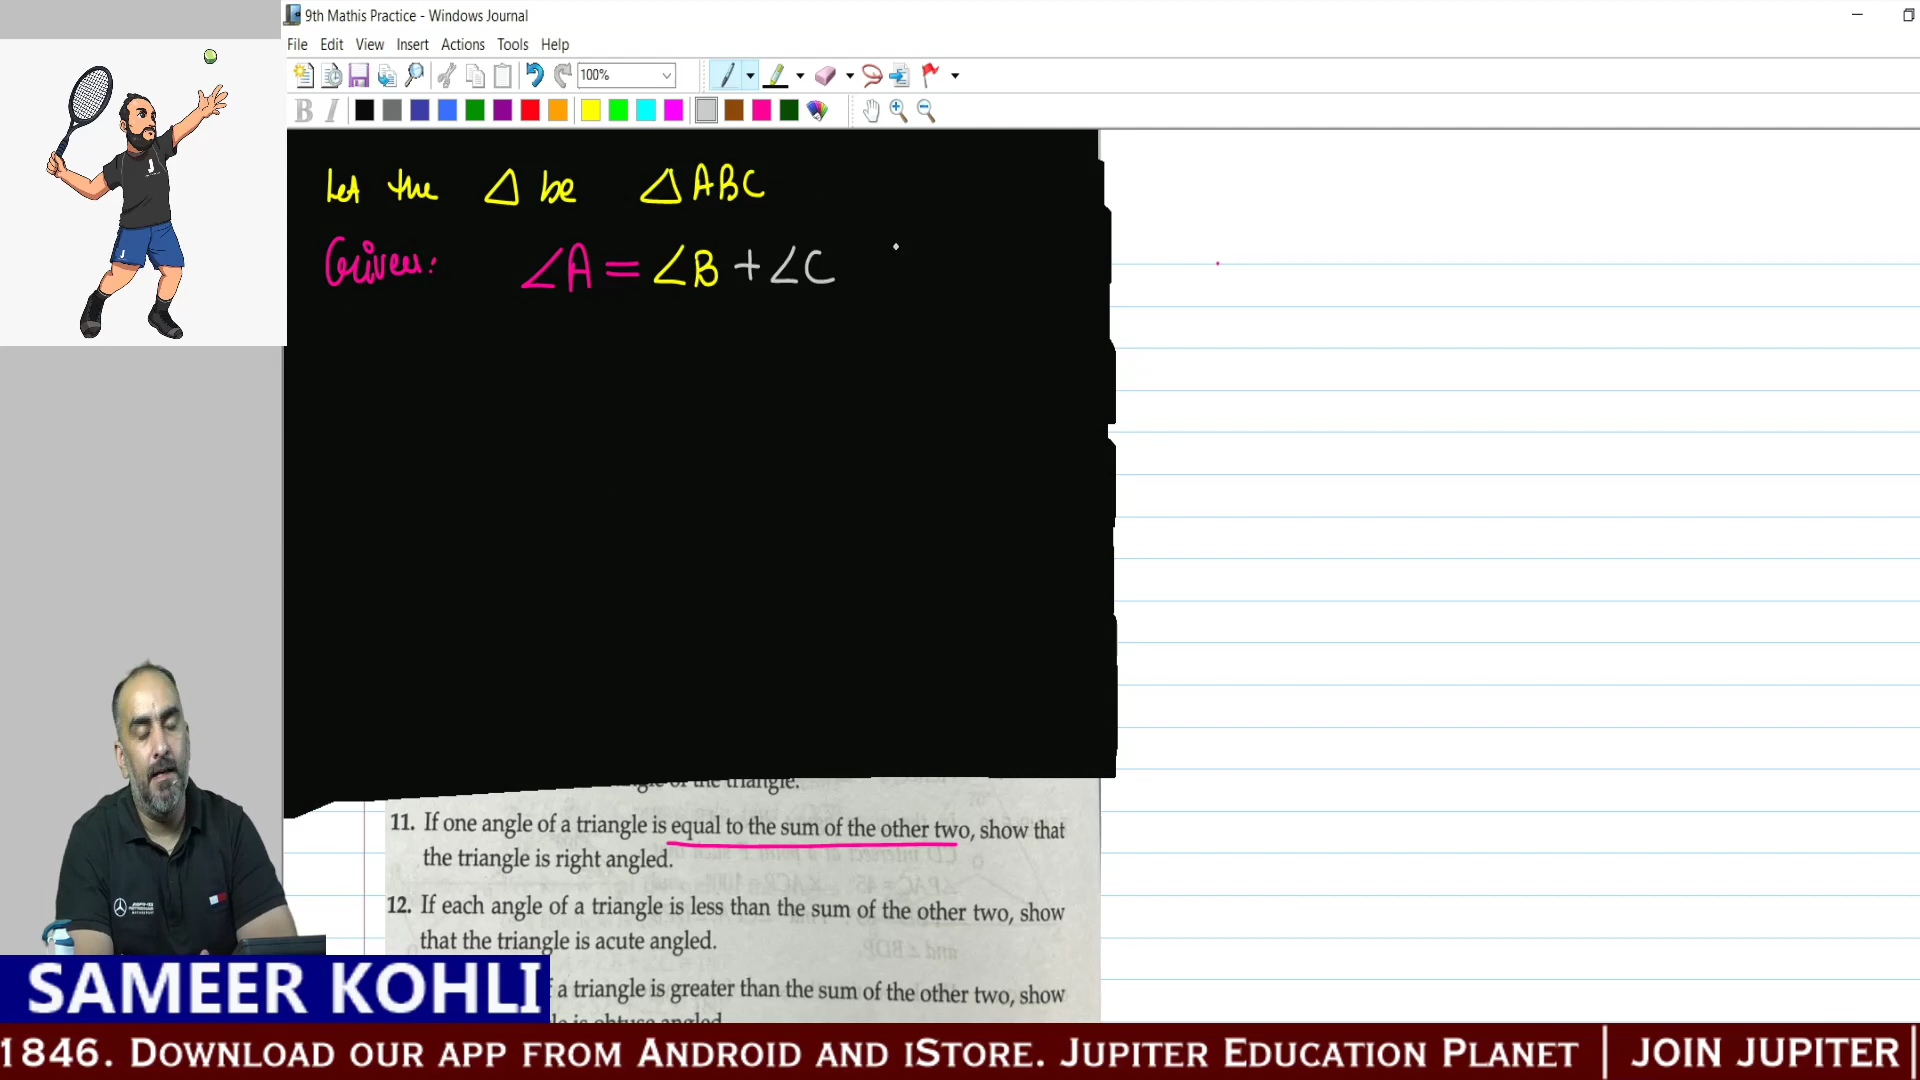 9th Mathis Practice - Windows Journal
File Edit View Insert Actions Tools Help
100%
B I
Let the △ be △ABC
Given: ∠A = ∠B + ∠C
of the triangle.
11. If one angle of a triangle is equal to the sum of the other two, show that
the triangle is right angled.
12. If each angle of a triangle is less than the sum of the other two, show
that the triangle is acute angled.
a triangle is greater than the sum of the other two, show
SAMEER KOHLI
1846. DOWNLOAD OUR APP FROM ANDROID AND ISTORE. JUPITER EDUCATION PLANET | JOIN JUPITER